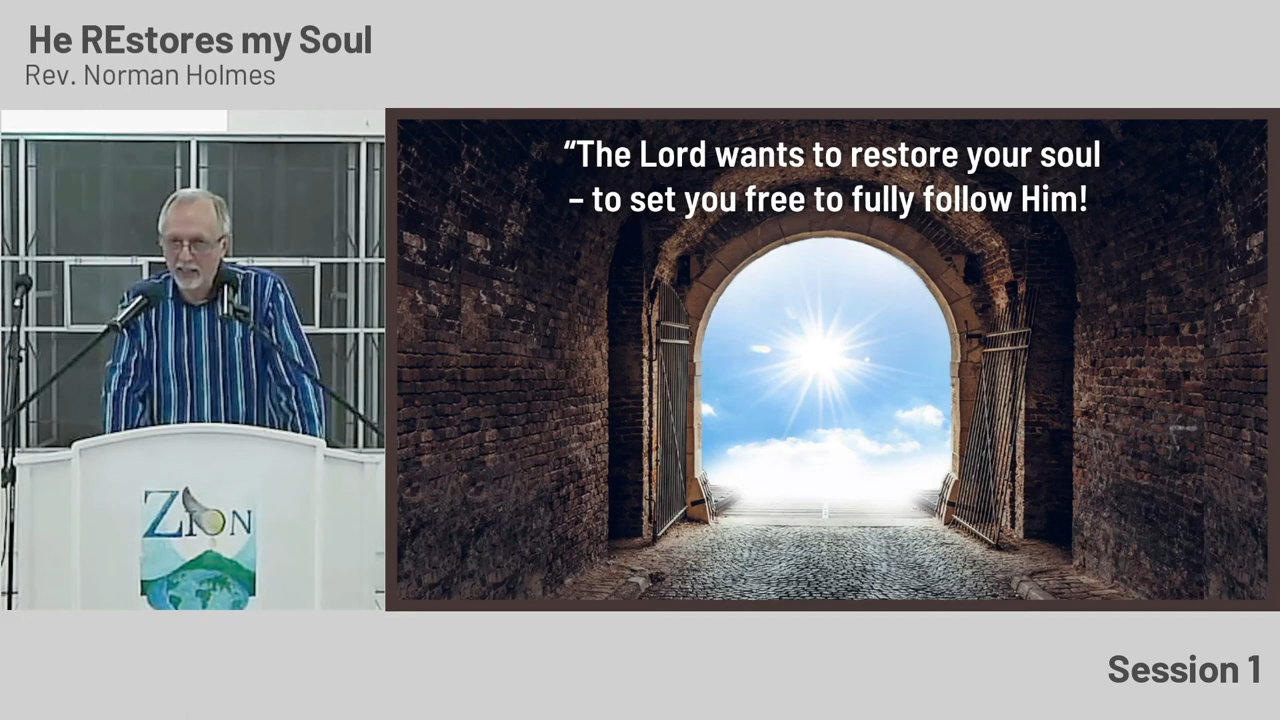 He REstores my Soul
Rev. Norman Holmes
“The Lord wants to restore your soul
– to set you free to fully follow Him!
ZION
Session 1